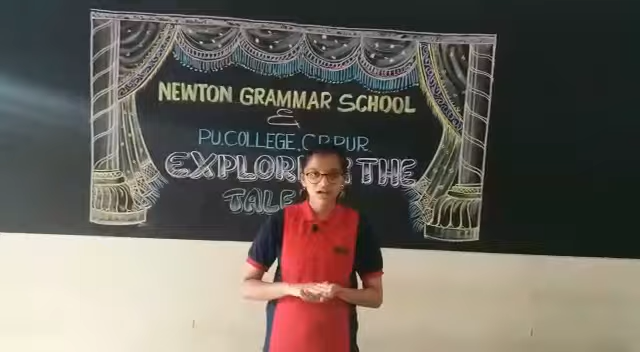 NEWTON GRAMMAR SCHOOL
&
PU.COLLEGE, C.R.PUR
THE